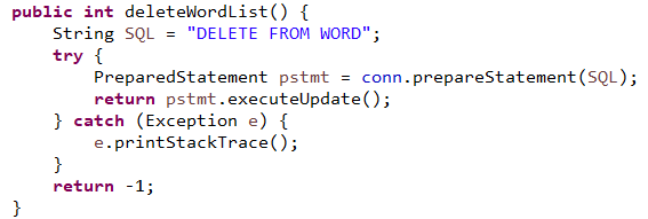 public int deleteWordList() {
    String SQL = "DELETE FROM WORD";
    try {
        PreparedStatement pstmt = conn.prepareStatement(SQL);
        return pstmt.executeUpdate();
    } catch (Exception e) {
        e.printStackTrace();
    }
    return -1;
}